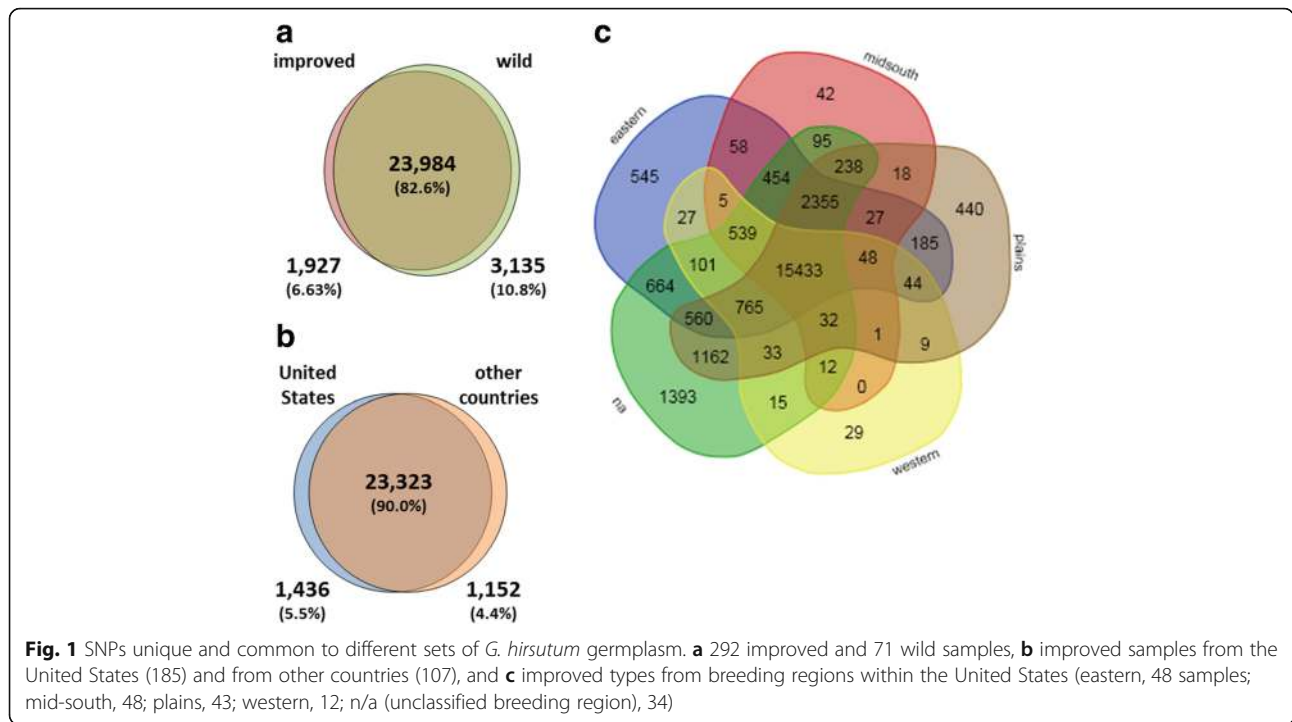 a
improved wild
23,984
(82.6%)
1,927 3,135
(6.63%) (10.8%)
b
United other
States countries
23,323
(90.0%)
1,436 1,152
(5.5%) (4.4%)
c
midsouth
42
eastern
58 95
545 454 238 18
5 2355 440
27 27
539 185
plains
101 15433 48
664 44
765
560 32 1
1162 33 9
12
1393 15 0
na
29
western
Fig. 1 SNPs unique and common to different sets of G. hirsutum germplasm. a 292 improved and 71 wild samples, b improved samples from the
United States (185) and from other countries (107), and c improved types from breeding regions within the United States (eastern, 48 samples;
mid-south, 48; plains, 43; western, 12; n/a (unclassified breeding region), 34)